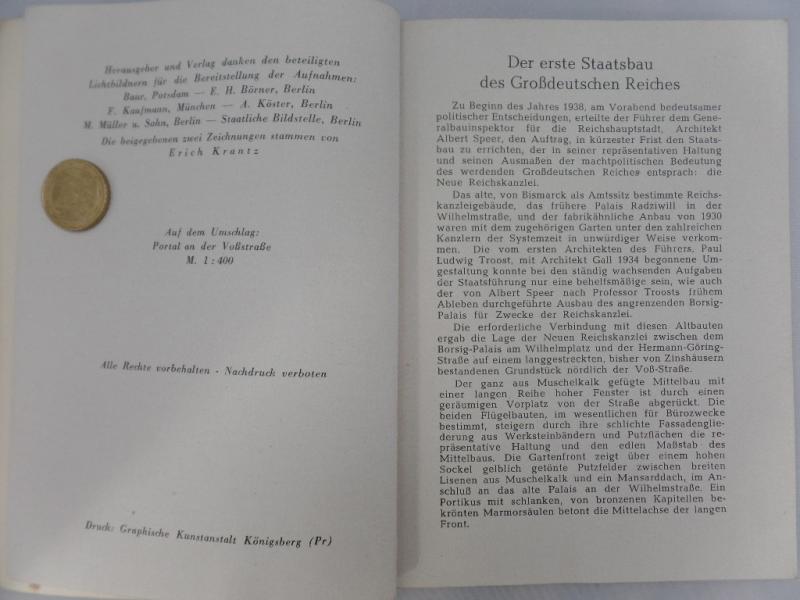 Herausgeber und Verlag danken den beteiligten
Lichtbildnern für die Bereitstellung der Aufnahmen:
Baur, Potsdam — E. H. Börner, Berlin
F. Kaufmann, München — A. Köster, Berlin
M. Müller u. Sohn, Berlin — Staatliche Bildstelle, Berlin
Die beigegebenen zwei Zeichnungen stammen von
Erich Krantz
Auf dem Umschlag:
Portal an der Voßstraße
M. 1 : 400
Alle Rechte vorbehalten - Nachdruck verboten
Druck: Graphische Kunstanstalt Königsberg (Pr)
Der erste Staatsbau
des Großdeutschen Reiches
Zu Beginn des Jahres 1938, am Vorabend bedeutsamer
politischer Entscheidungen, erteilte der Führer dem Gene-
ralbauinspektor für die Reichshauptstadt, Architekt
Albert Speer, den Auftrag, in kürzester Frist den Staats-
bau zu errichten, der in seiner repräsentativen Haltung
und seinen Ausmaßen der machtpolitischen Bedeutung
des werdenden Großdeutschen Reiches entsprach: die
Neue Reichskanzlei.
Das alte, von Bismarck als Amtssitz bestimmte Reichs-
kanzleigebäude, das frühere Palais Radziwill in der
Wilhelmstraße, und der fabrikähnliche Anbau von 1930
waren mit dem zugehörigen Garten unter den zahlreichen
Kanzlern der Systemzeit in unwürdiger Weise verkom-
men. Die vom ersten Architekten des Führers, Paul
Ludwig Troost, mit Architekt Gall 1934 begonnene Um-
gestaltung konnte bei den ständig wachsenden Aufgaben
der Staatsführung nur eine behelfsmäßige sein, wie auch
der von Albert Speer nach Professor Troosts frühem
Ableben durchgeführte Ausbau des angrenzenden Borsig-
Palais für Zwecke der Reichskanzlei.
Die erforderliche Verbindung mit diesen Altbauten
ergab die Lage der Neuen Reichskanzlei zwischen dem
Borsig-Palais am Wilhelmplatz und der Hermann-Göring-
Straße auf einem langgestreckten, bisher von Zinshäusern
bestandenen Grundstück nördlich der Voß-Straße.
Der ganz aus Muschelkalk gefügte Mittelbau mit
einer langen Reihe hoher Fenster ist durch einen
geräumigen Vorplatz von der Straße abgerückt. Die
beiden Flügelbauten, im wesentlichen für Bürozwecke
bestimmt, steigern durch ihre schlichte Fassadenglie-
derung aus Werksteinbändern und Putzflächen die re-
präsentative Haltung und den edlen Maßstab des
Mittelbaus. Die Gartenfront zeigt über einem hohen
Sockel gelblich getönte Putzfelder zwischen breiten
Lisenen aus Muschelkalk und ein Mansarddach, im An-
schluß an das alte Palais an der Wilhelmstraße. Ein
Portikus mit schlanken, von bronzenen Kapitellen be-
krönten Marmorsäulen betont die Mittelachse der langen
Front.